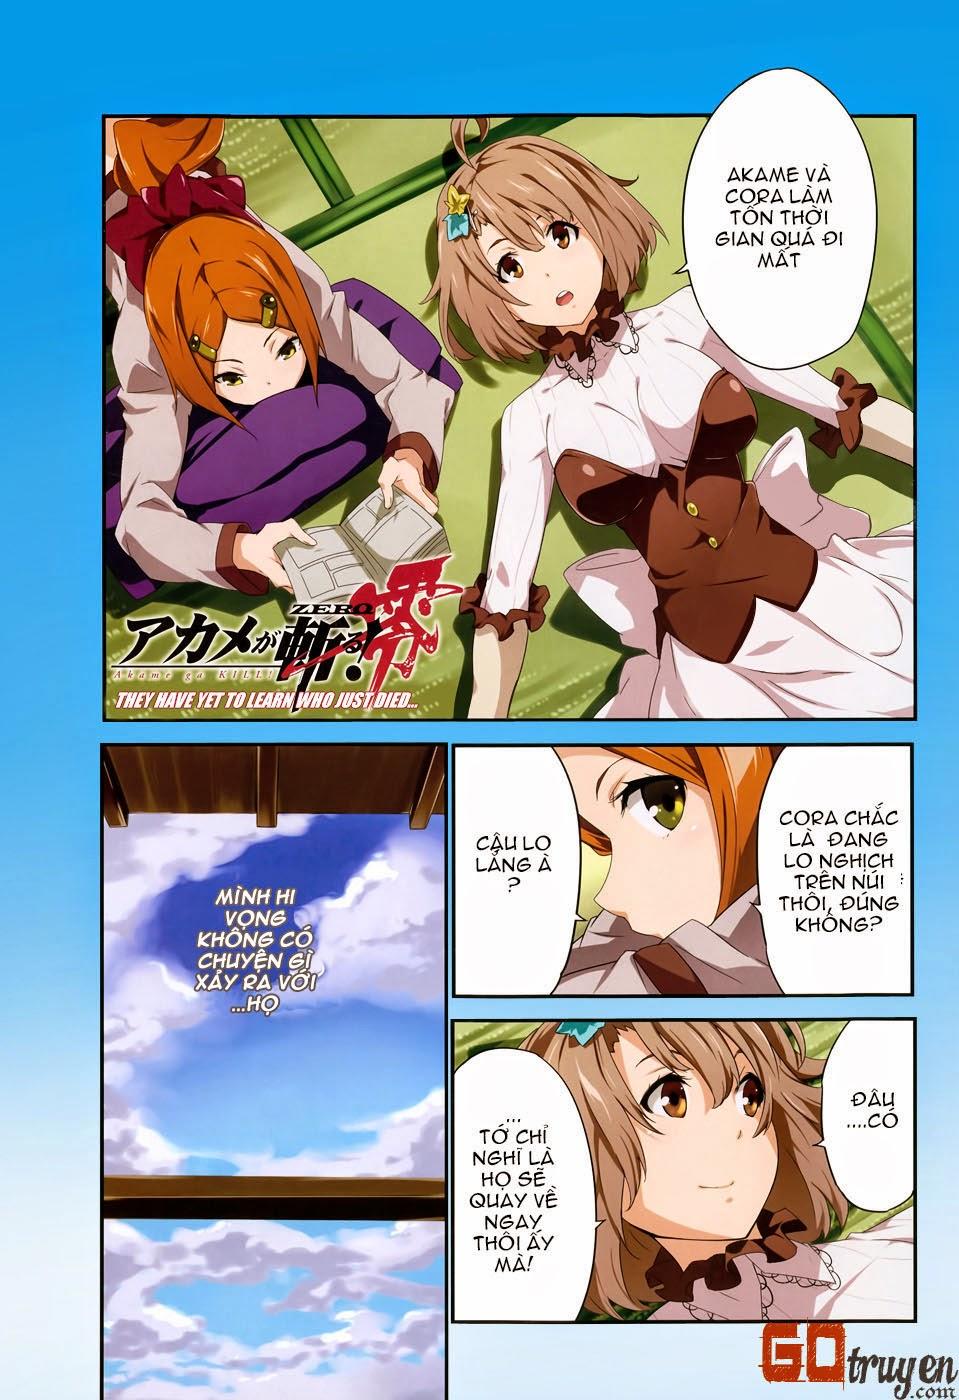 AKAME VÀ
CORA LÀM
TỐN THỜI
GIAN QUÁ ĐI
MẤT
ZERO
アカメが斬る!零
Akame ga KILL!
THEY HAVE YET TO LEARN WHO JUST DIED...
CORA CHẮC
LÀ ĐANG
LO NGHỊCH
TRÊN NÚI
THÔI, ĐÚNG
KHÔNG?
CẬU LO
LẮNG À
?
ĐÂU
....CÓ
...
TỚ CHỈ
NGHĨ LÀ
HỌ SẼ
QUAY VỀ
NGAY
THÔI ẤY
MÀ!
MÌNH HI
VỌNG
KHÔNG CÓ
CHUYỆN GÌ
XẢY RA VỚI
...HỌ
GOtruyen
.com